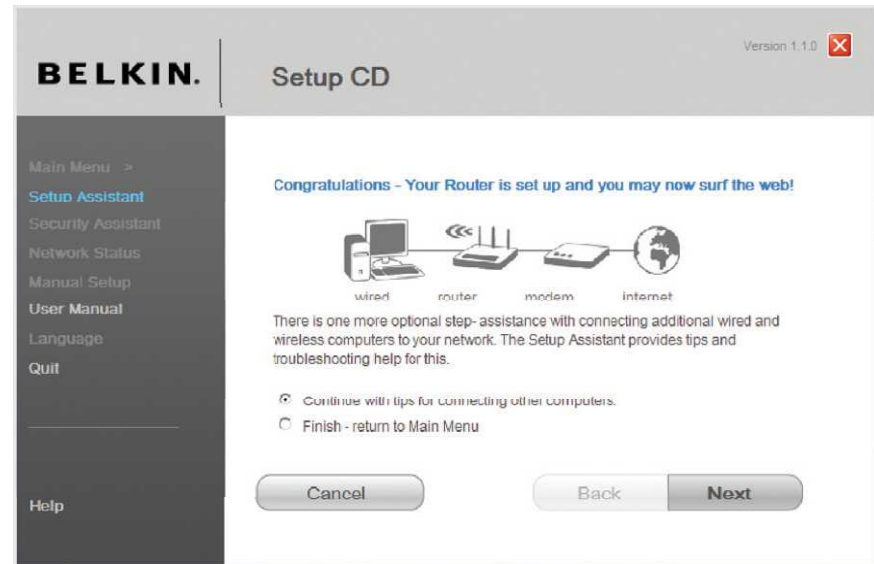 BELKIN.
Setup CD
Version 1.1.0
Main Menu >
Setup Assistant
Security Assistant
Network Status
Manual Setup
User Manual
Language
Quit
Help
Congratulations - Your Router is set up and you may now surf the web!
wired router modem internet
There is one more optional step- assistance with connecting additional wired and
wireless computers to your network. The Setup Assistant provides tips and
troubleshooting help for this.
Continue with tips for connecting other computers.
Finish - return to Main Menu
Cancel
Back
Next